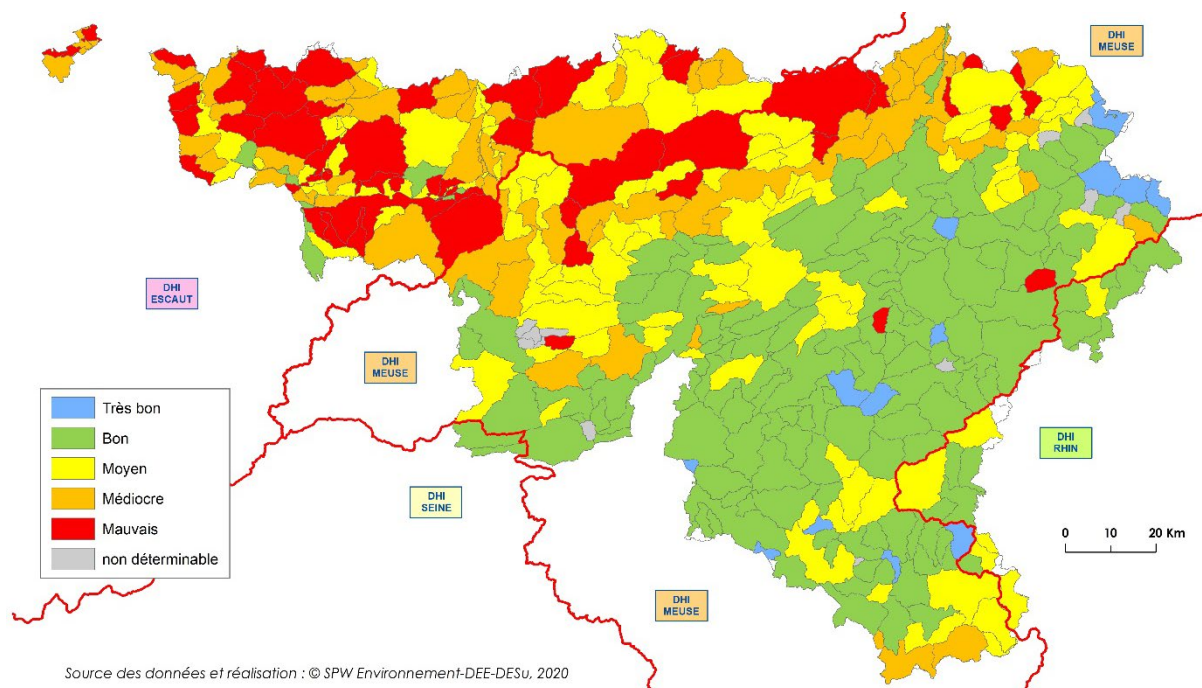 DHI
MEUSE
DHI
ESCAUT
DHI
MEUSE
DHI
RHIN
DHI
SEINE
DHI
MEUSE
Très bon
Bon
Moyen
Médiocre
Mauvais
non déterminable
0 10 20 Km
Source des données et réalisation : © SPW Environnement-DEE-DESu, 2020